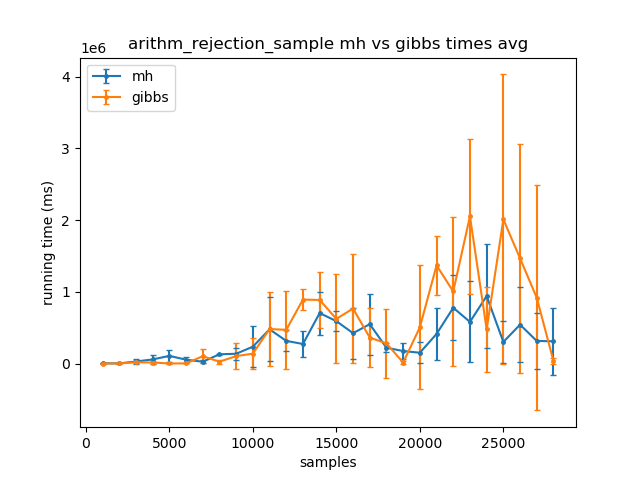 arithm_rejection_sample mh vs gibbs times avg
1e6
mh
gibbs
4
3
2
1
0
running time (ms)
0 5000 10000 15000 20000 25000
samples